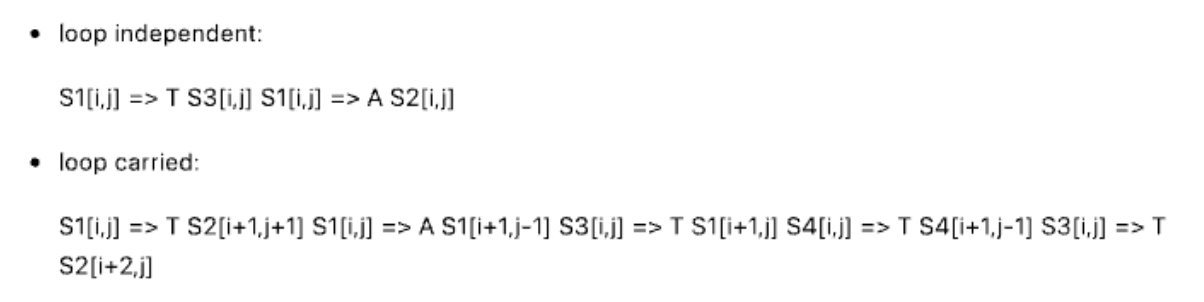 • loop independent:
S1[i,j] => T S3[i,j] S1[i,j] => A S2[i,j]
• loop carried:
S1[i,j] => T S2[i+1,j+1] S1[i,j] => A S1[i+1,j-1] S3[i,j] => T S1[i+1,j] S4[i,j] => T S4[i+1,j-1] S3[i,j] => T
S2[i+2,j]